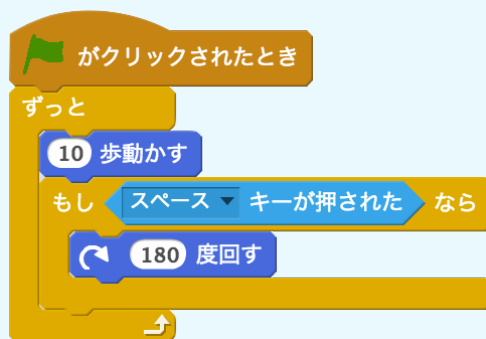 がクリックされたとき
ずっと
10 歩動かす
もし スペース キーが押された なら
180 度回す